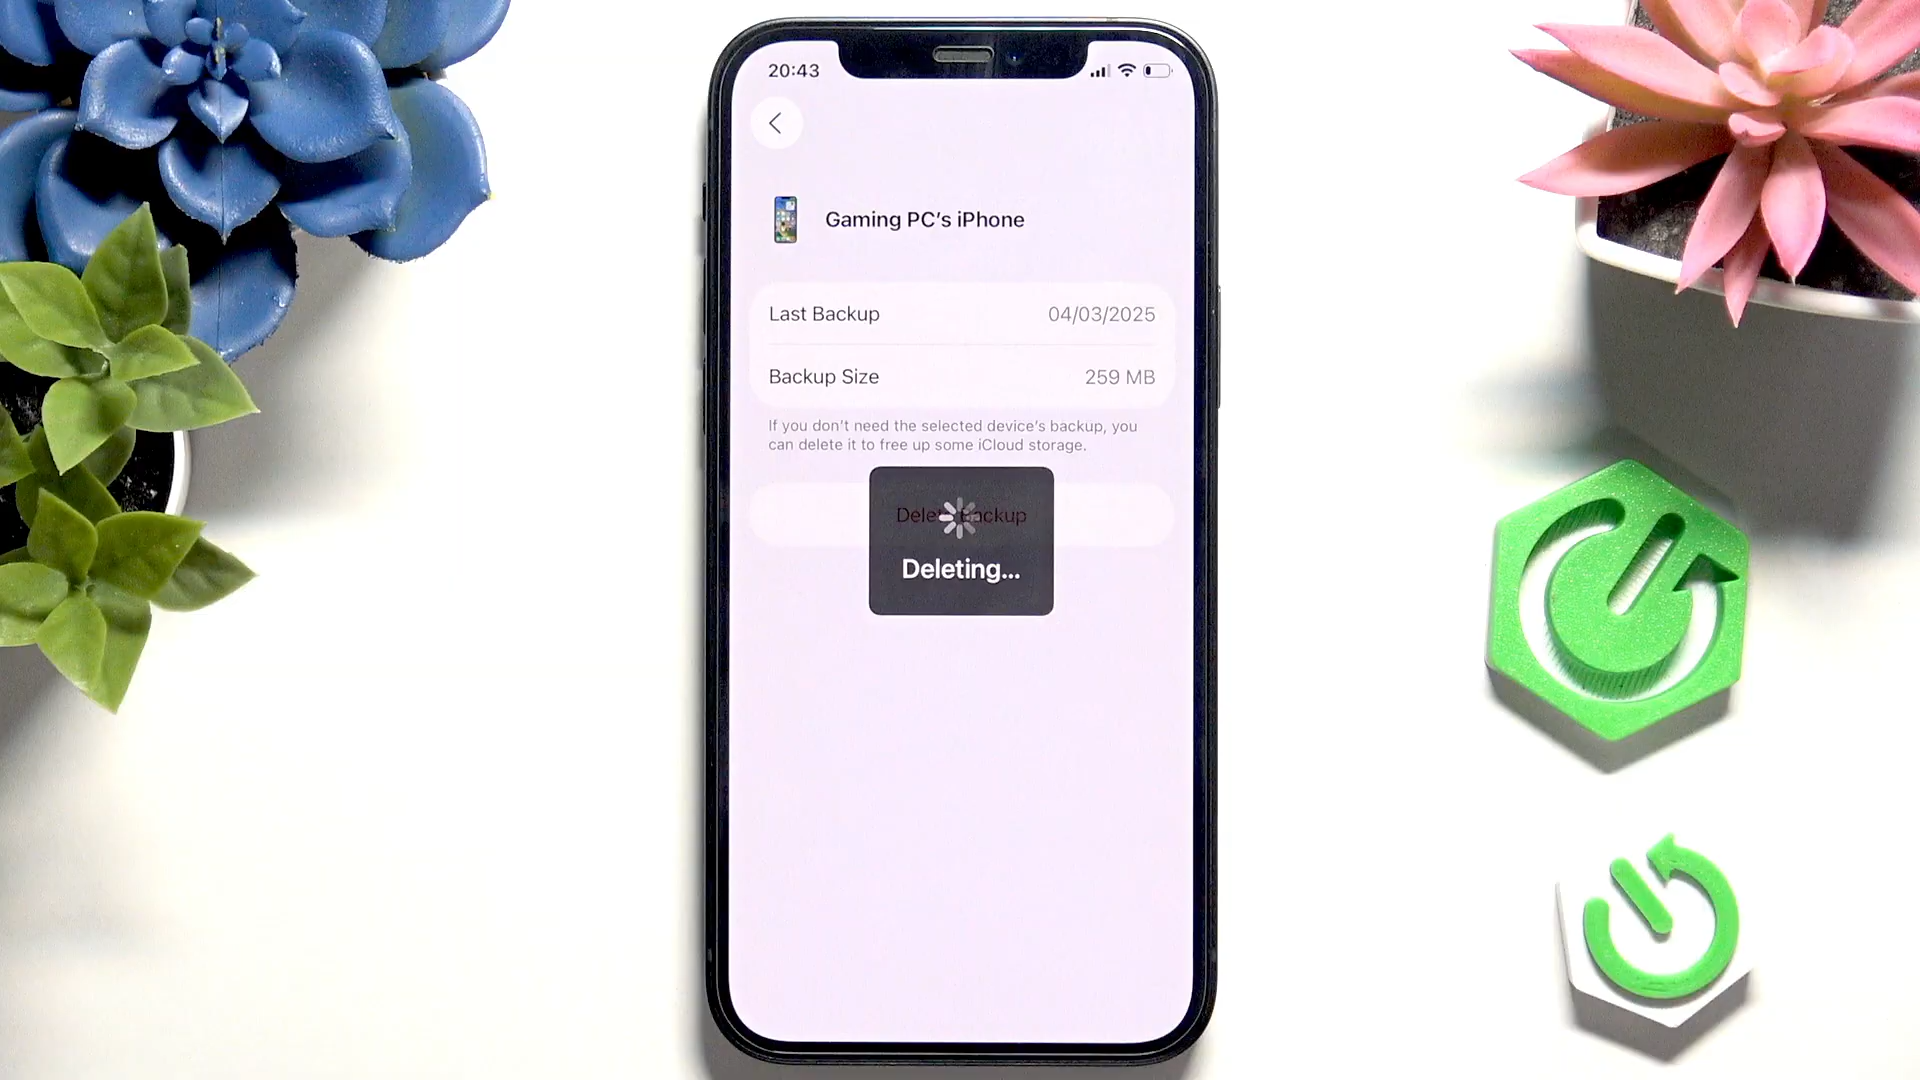 20:43
Gaming PC's iPhone
Last Backup 04/03/2025
Backup Size 259 MB
If you don't need the selected device's backup, you
can delete it to free up some iCloud storage.
Delete Backup
Deleting...